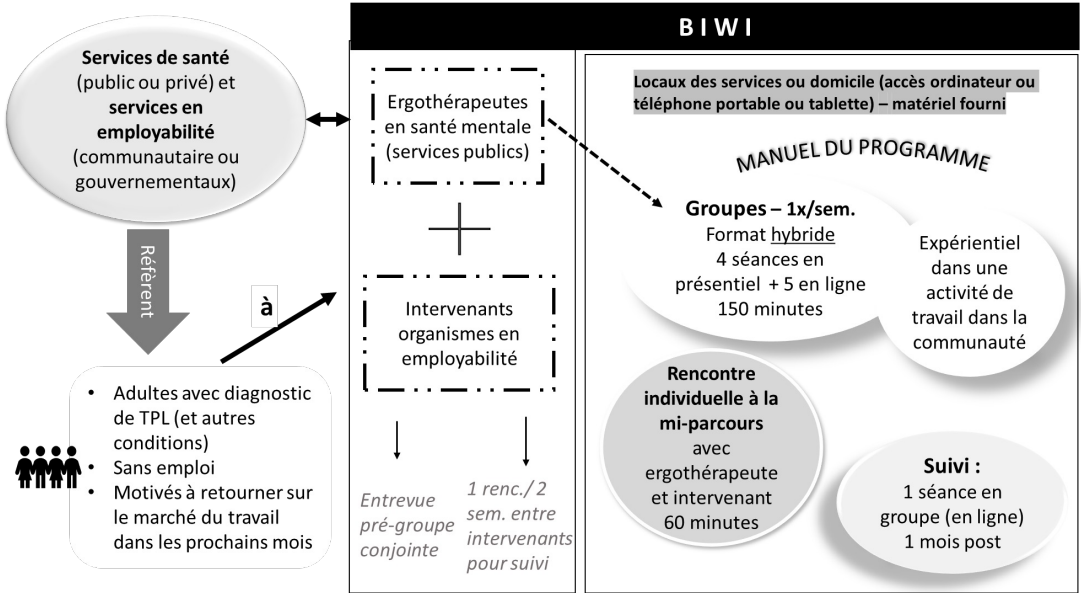 Services de santé
(public ou privé) et
services en
employabilité
(communautaire ou
gouvernementaux)
Réfèrent
à
• Adultes avec diagnostic
de TPL (et autres
conditions)
• Sans emploi
• Motivés à retourner sur
le marché du travail
dans les prochains mois
BIWI
Ergothérapeutes
en santé mentale
(services publics)
Intervenants
organismes en
employabilité
Entrevue
pré-groupe
conjointe
1 renc./ 2
sem. entre
intervenants
pour suivi
Locaux des services ou domicile (accès ordinateur ou
téléphone portable ou tablette) – matériel fourni
MANUEL DU PROGRAMME
Groupes – 1x/sem.
Format hybride
4 séances en
présentiel + 5 en ligne
150 minutes
Expérientiel
dans une
activité de
travail dans la
communauté
Rencontre
individuelle à la
mi-parcours
avec
ergothérapeute
et intervenant
60 minutes
Suivi :
1 séance en
groupe (en ligne)
1 mois post